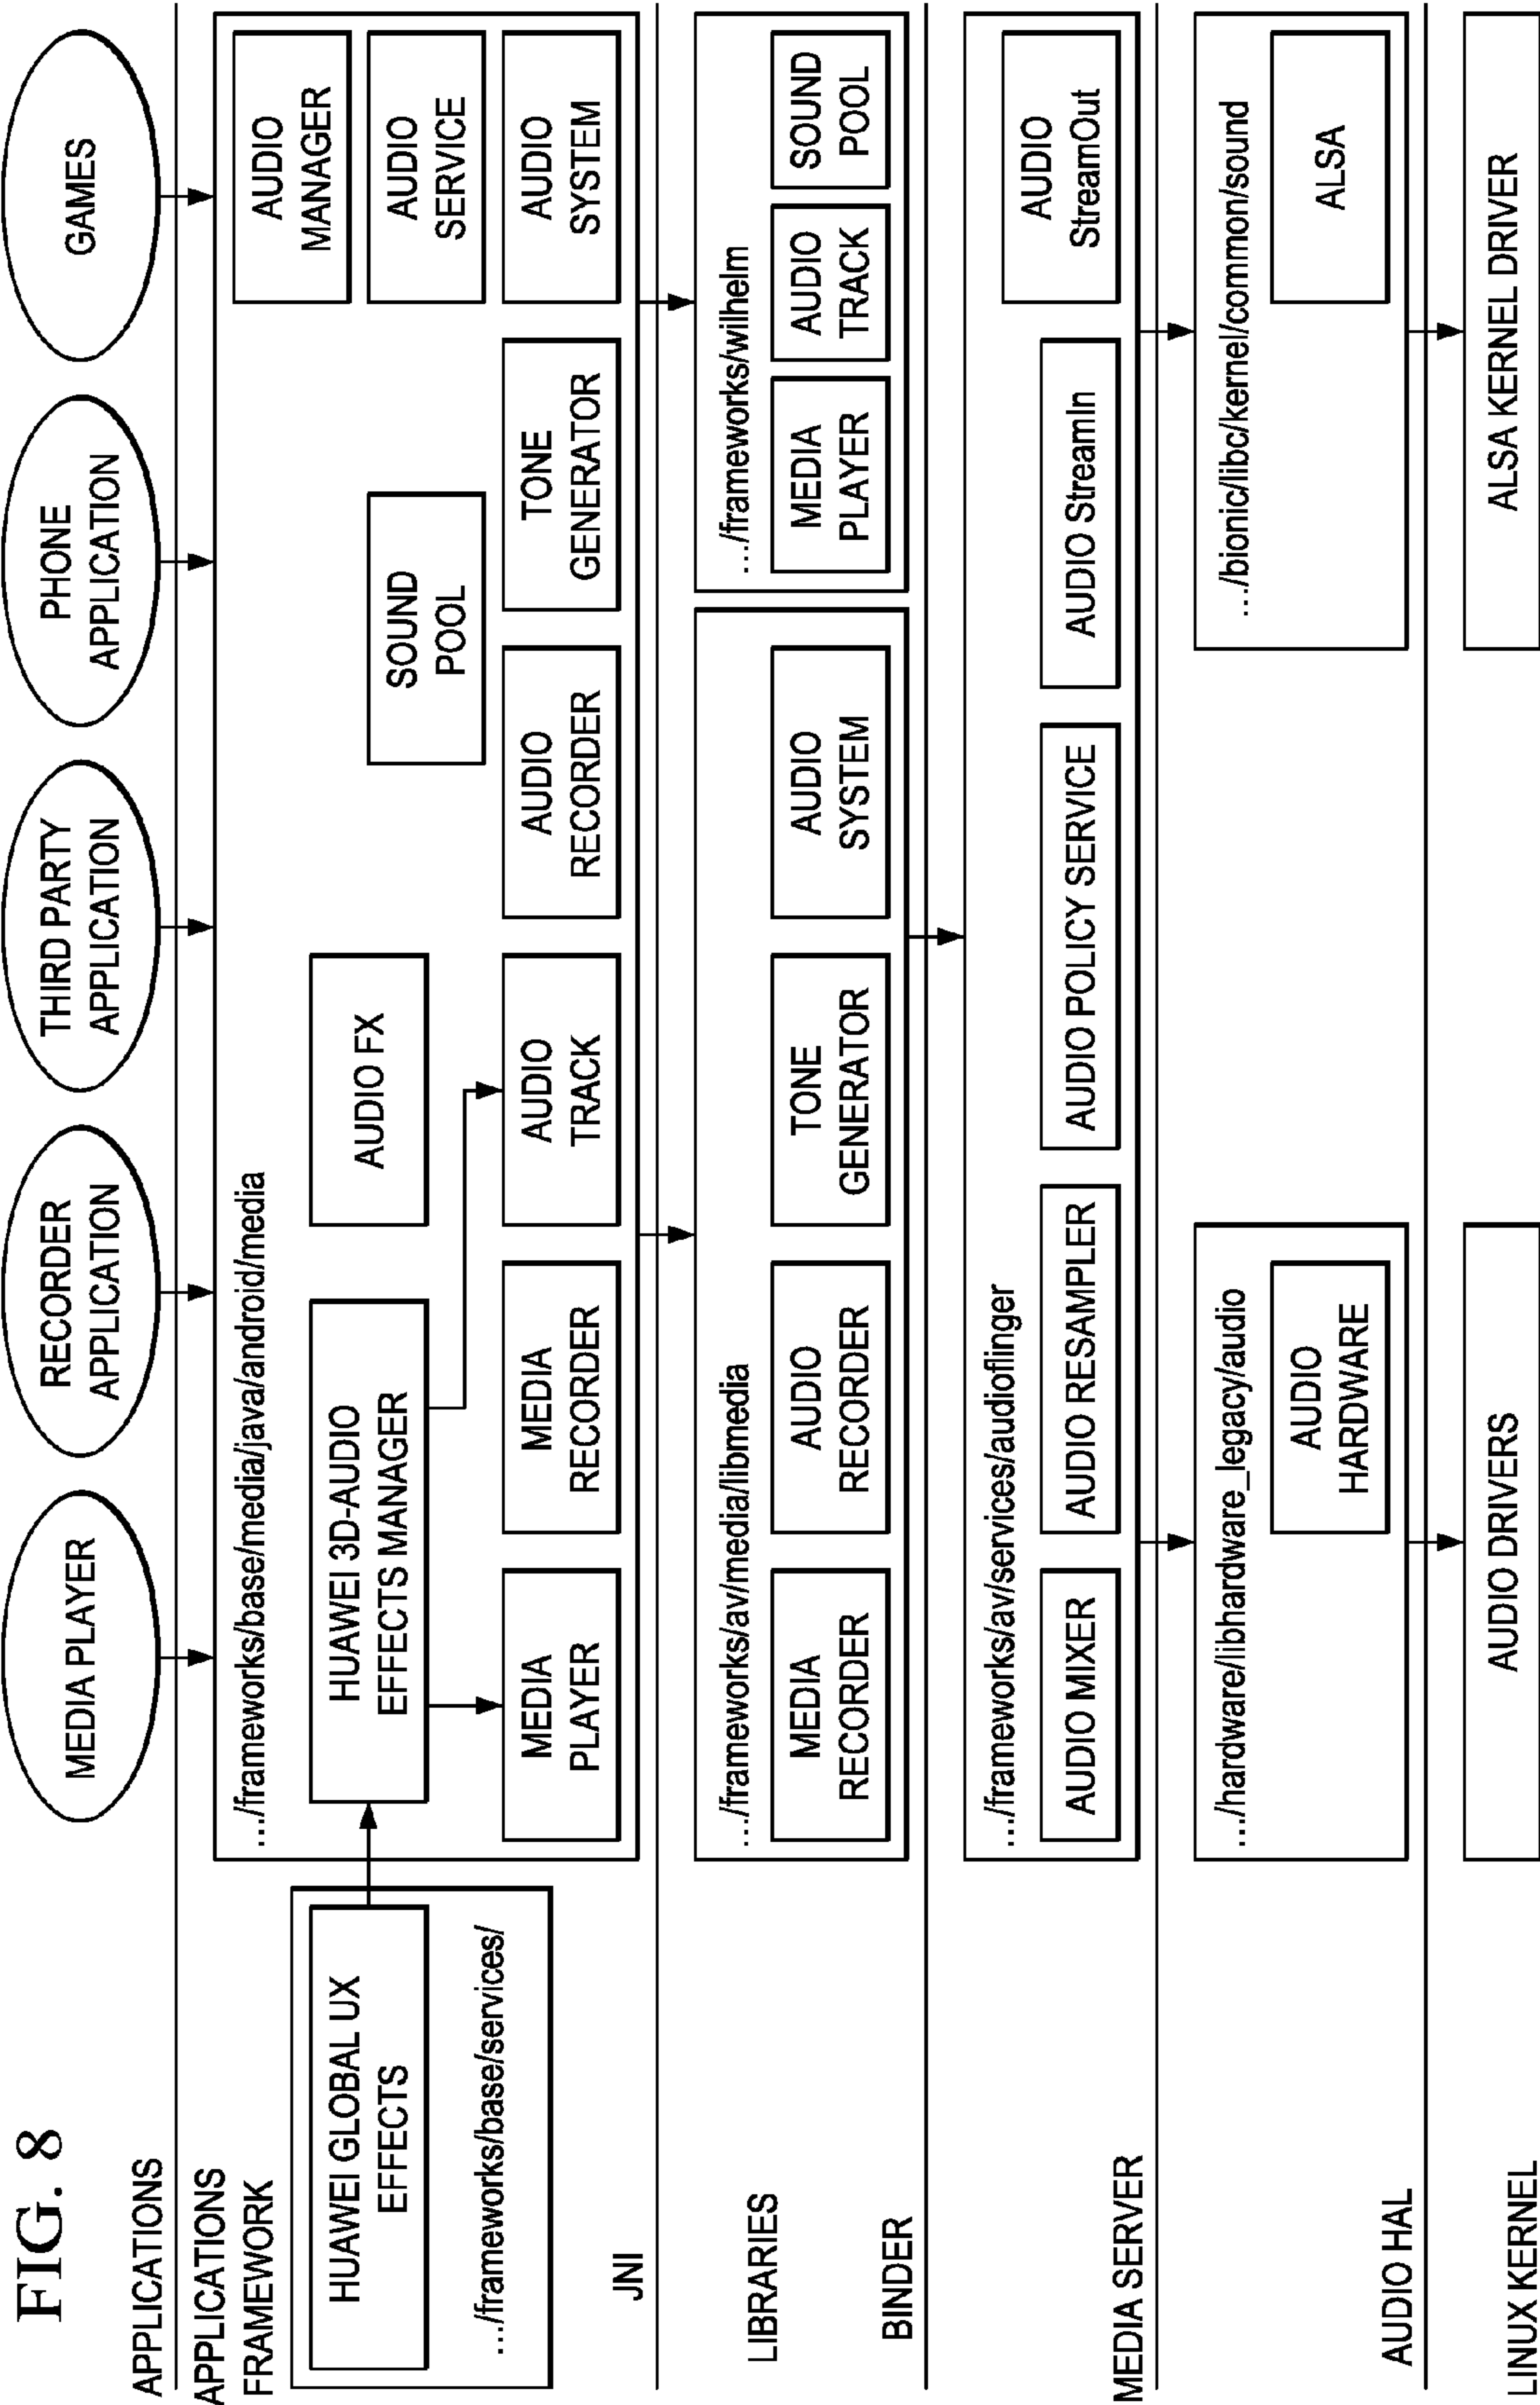 FIG. 8
APPLICATIONS
MEDIA PLAYER
RECORDER
APPLICATION
THIRD PARTY
APPLICATION
PHONE
APPLICATION
GAMES
APPLICATIONS
FRAMEWORK
HUAWEI GLOBAL UX
EFFECTS
.../frameworks/base/services/
.../frameworks/base/media/java/android/media
HUAWEI 3D-AUDIO
EFFECTS MANAGER
AUDIO FX
SOUND
POOL
AUDIO
MANAGER
AUDIO
SERVICE
MEDIA
PLAYER
MEDIA
RECORDER
AUDIO
TRACK
AUDIO
RECORDER
TONE
GENERATOR
AUDIO
SYSTEM
JNI
LIBRARIES
.../frameworks/av/media/libmedia
MEDIA
RECORDER
AUDIO
RECORDER
TONE
GENERATOR
AUDIO
SYSTEM
.../frameworks/wilhelm
MEDIA
PLAYER
AUDIO
TRACK
SOUND
POOL
BINDER
.../frameworks/av/services/audioflinger
AUDIO MIXER
AUDIO RESAMPLER
AUDIO POLICY SERVICE
AUDIO StreamIn
AUDIO
StreamOut
MEDIA SERVER
.../hardware/libhardware_legacy/audio
AUDIO
HARDWARE
.../bionic/libc/kernel/common/sound
ALSA
AUDIO HAL
LINUX KERNEL
AUDIO DRIVERS
ALSA KERNEL DRIVER